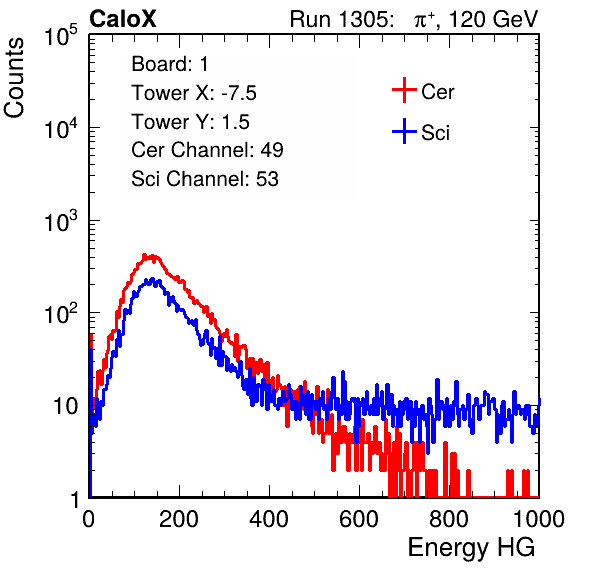 CaloX Run 1305: π⁺, 120 GeV
Counts
Board: 1
Tower X: -7.5
Tower Y: 1.5
Cer Channel: 49
Sci Channel: 53
Cer
Sci
10⁵
10⁴
10³
10²
10
1
0 200 400 600 800 1000
Energy HG